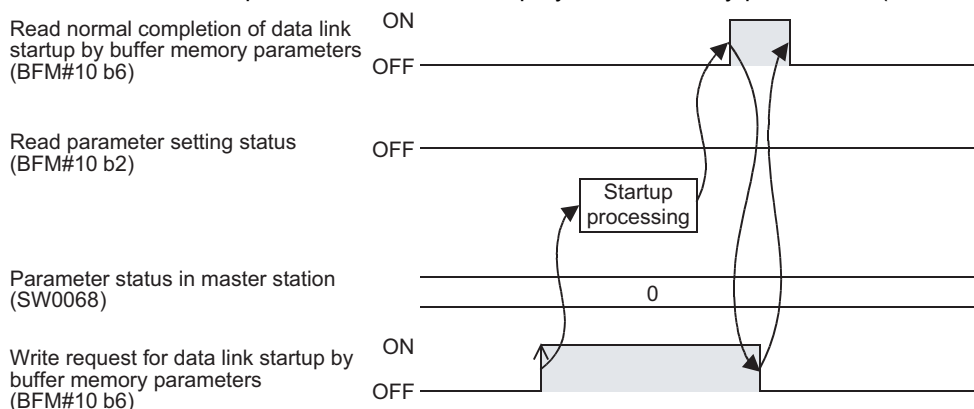 Read normal completion of data link
startup by buffer memory parameters
(BFM#10 b6)
ON
OFF
Read parameter setting status
(BFM#10 b2)
OFF
Startup
processing
Parameter status in master station
(SW0068)
0
Write request for data link startup by
buffer memory parameters
(BFM#10 b6)
ON
OFF